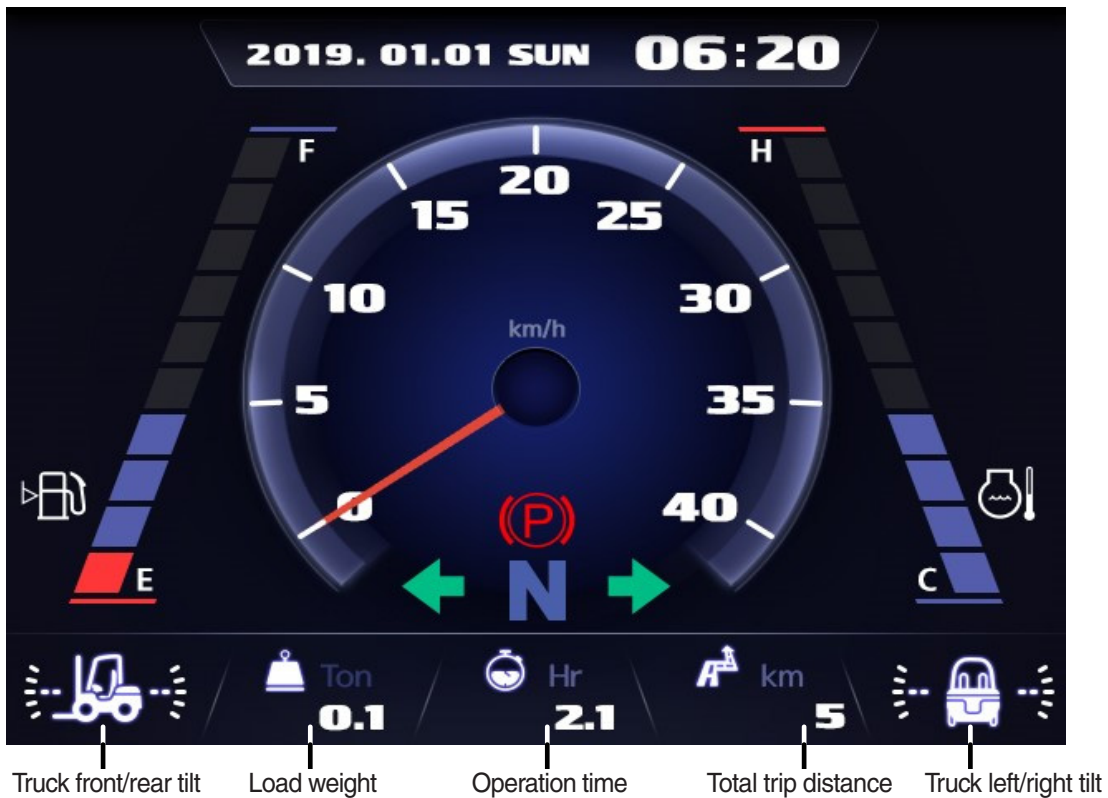 2019. 01.01 SUN 06:20
F
H
20
15
25
10
30
km/h
5
35
0
40
P
E
N
C
Ton
Hr
km
0.1
2.1
5
Truck front/rear tilt
Load weight
Operation time
Total trip distance
Truck left/right tilt